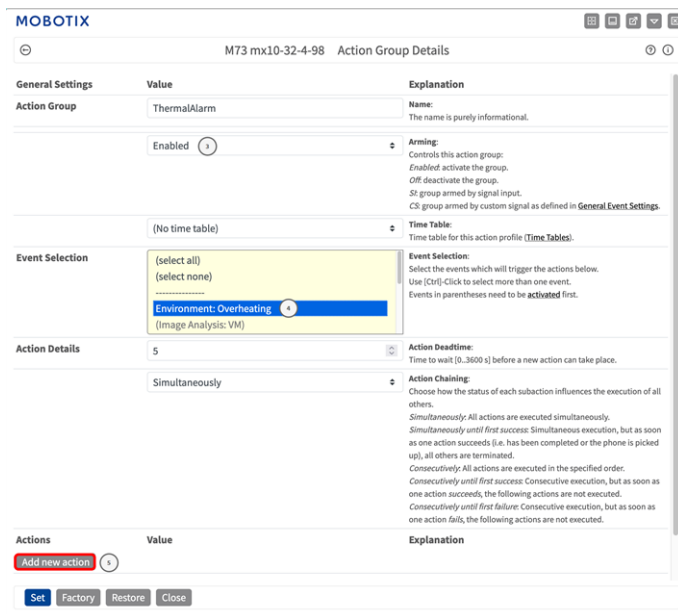 MOBOTIX
M73 mx10-32-4-98 Action Group Details
General Settings Value Explanation
Action Group ThermalAlarm Name:
The name is purely informational.
Enabled 3 Arming:
Controls this action group:
Enabled: activate the group.
Off: deactivate the group.
SI: group armed by signal input.
CS: group armed by custom signal as defined in General Event Settings.
(No time table) Time Table:
Time table for this action profile (Time Tables).
Event Selection (select all) Event Selection:
(select none) Select the events which will trigger the actions below.
--------------- Use [Ctrl]-Click to select more than one event.
Environment: Overheating 4 Events in parentheses need to be activated first.
(Image Analysis: VM)
Action Details 5 Action Deadtime:
Time to wait [0..3600 s] before a new action can take place.
Simultaneously Action Chaining:
Choose how the status of each subaction influences the execution of all
others.
Simultaneously: All actions are executed simultaneously.
Simultaneously until first success: Simultaneous execution, but as soon
as one action succeeds (i.e. has been completed or the phone is picked
up), all others are terminated.
Consecutively: All actions are executed in the specified order.
Consecutively until first success: Consecutive execution, but as soon as
one action succeeds, the following actions are not executed.
Consecutively until first failure: Consecutive execution, but as soon as
one action fails, the following actions are not executed.
Actions Value Explanation
Add new action 5
Set Factory Restore Close